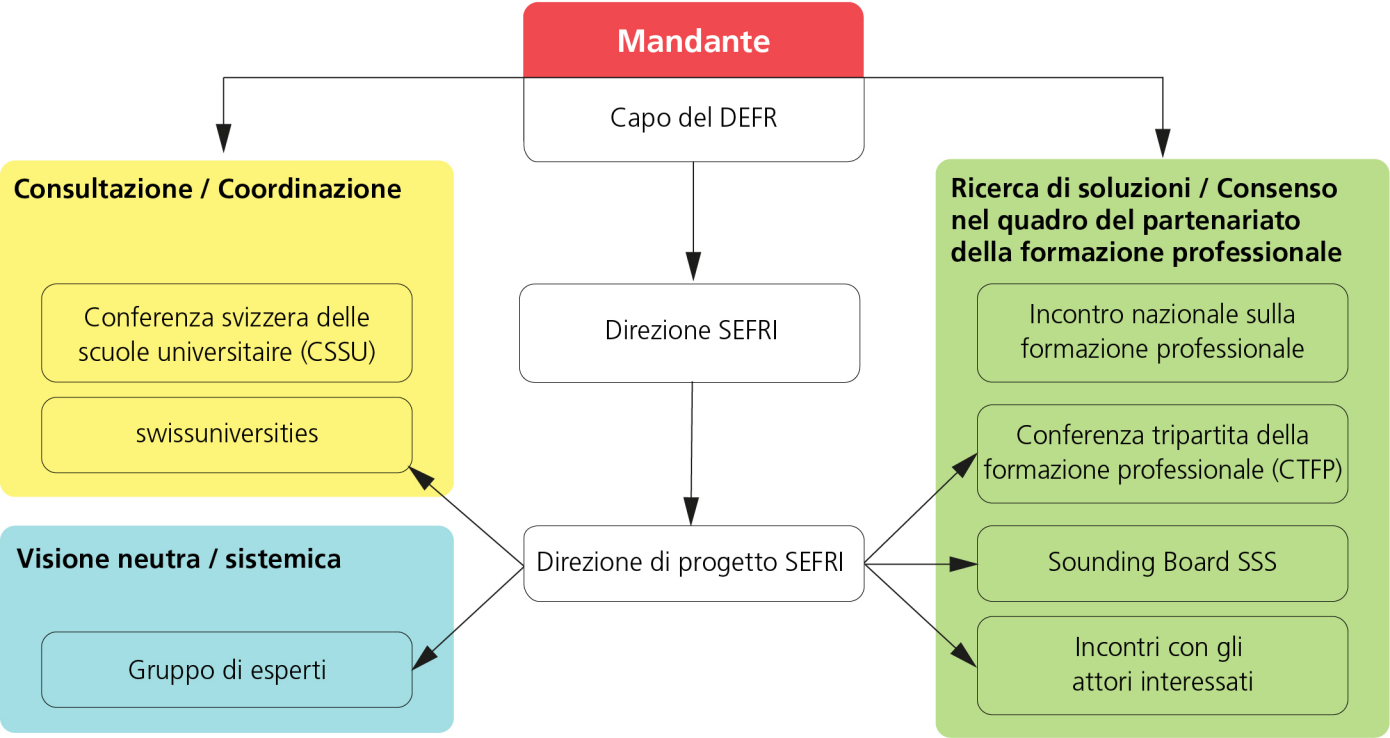 Mandante
Capo del DEFR
Consultazione / Coordinazione
Conferenza svizzera delle
scuole universitaire (CSSU)
swissuniversities
Visione neutra / sistemica
Gruppo di esperti
Direzione SEFRI
Direzione di progetto SEFRI
Ricerca di soluzioni / Consenso
nel quadro del partenariato
della formazione professionale
Incontro nazionale sulla
formazione professionale
Conferenza tripartita della
formazione professionale (CTFP)
Sounding Board SSS
Incontri con gli
attori interessati